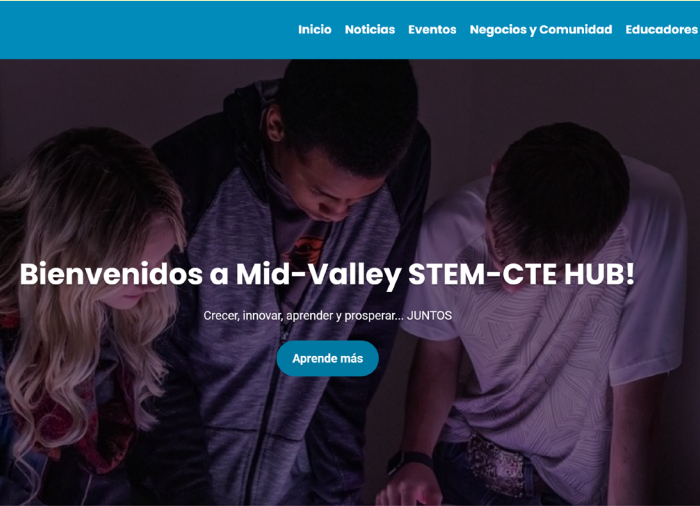 Inicio Noticias Eventos Negocios y Comunidad Educadores
Bienvenidos a Mid-Valley STEM-CTE HUB!
Crecer, innovar, aprender y prosperar... JUNTOS
Aprende más